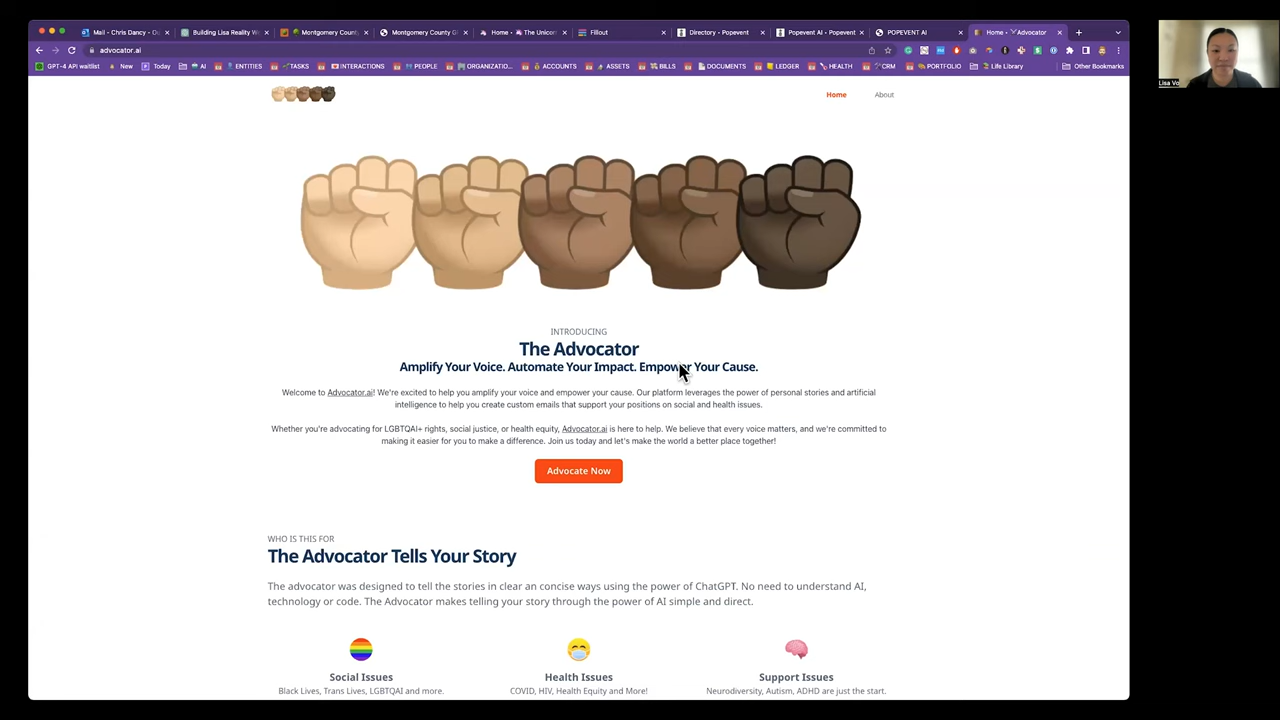 Mail - Chris Dancy - O
Building Lisa Reality W
Montgomery Coun
Montgomery County G
Home • The Unicorn
Fillout
Directory - Popevent
Popevent AI - Popevent
POPEVENT AI
Home • Advocator
advocator.ai
GPT-4 API waitlist
New
Today
AI
ENTITIES
TASKS
INTERACTIONS
PEOPLE
ORGANIZATIO...
ACCOUNTS
ASSETS
BILLS
DOCUMENTS
LEDGER
HEALTH
CRM
PORTFOLIO
Life Library
Other Bookmarks
Lisa Vo
Home
About
INTRODUCING
The Advocator
Amplify Your Voice. Automate Your Impact. Empower Your Cause.
Welcome to Advocator.ai! We're excited to help you amplify your voice and empower your cause. Our platform leverages the power of personal stories and artificial
intelligence to help you create custom emails that support your positions on social and health issues.
Whether you're advocating for LGBTQAI+ rights, social justice, or health equity, Advocator.ai is here to help. We believe that every voice matters, and we're committed to
making it easier for you to make a difference. Join us today and let's make the world a better place together!
Advocate Now
WHO IS THIS FOR
The Advocator Tells Your Story
The advocator was designed to tell the stories in clear an concise ways using the power of ChatGPT. No need to understand AI,
technology or code. The Advocator makes telling your story through the power of AI simple and direct.
Social Issues
Health Issues
Support Issues
Black Lives, Trans Lives, LGBTQAI and more.
COVID, HIV, Health Equity and More!
Neurodiversity, Autism, ADHD are just the start.